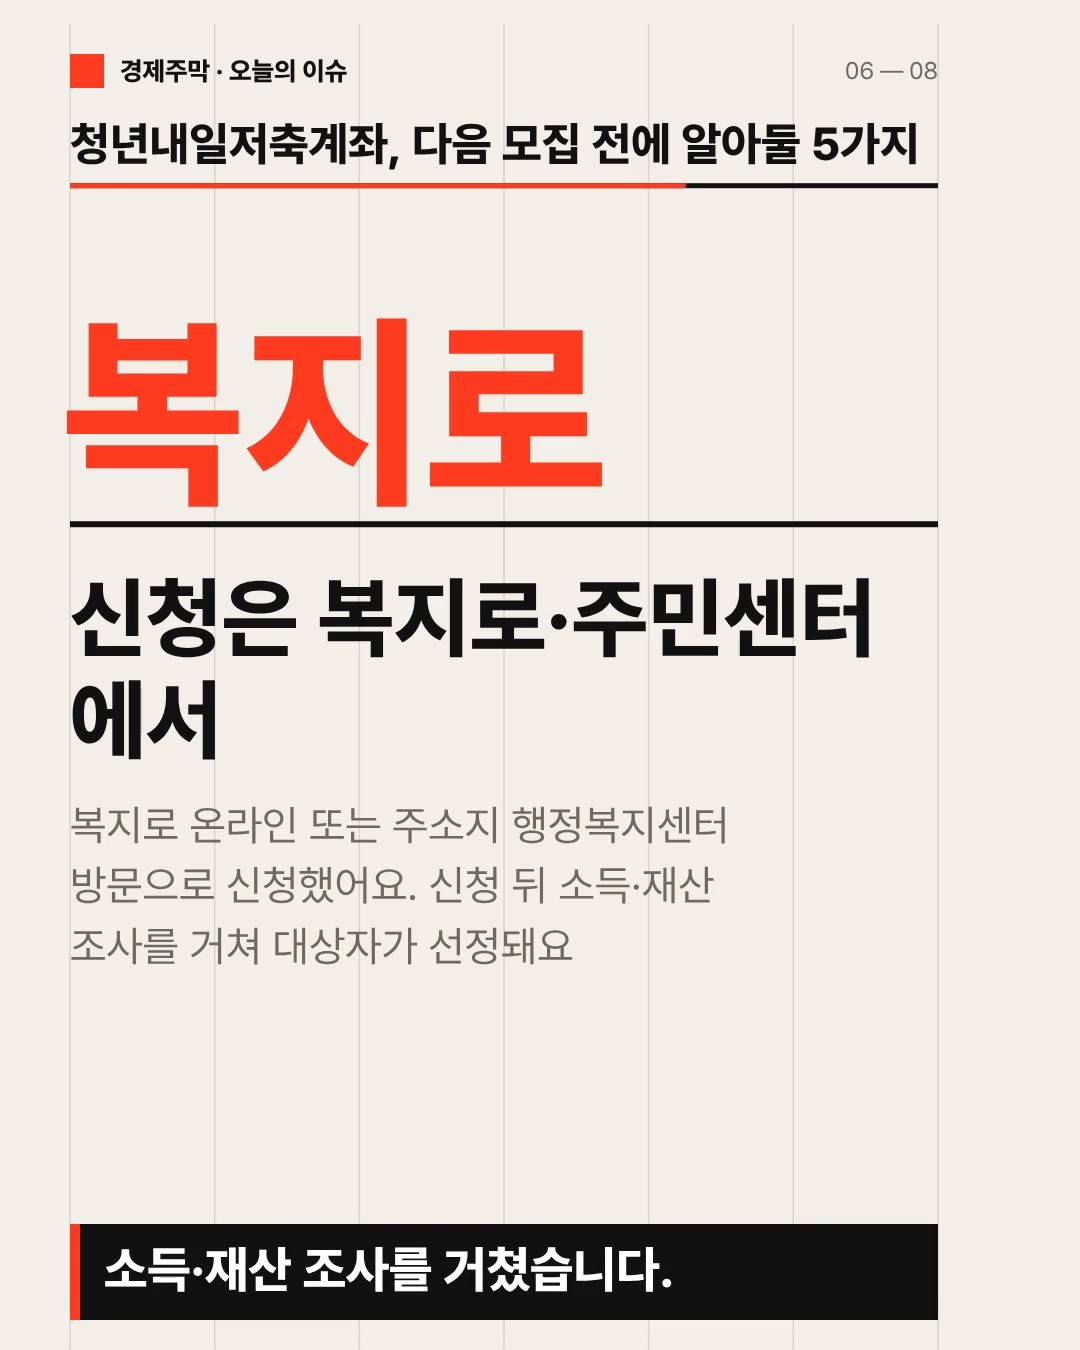 경제주막 · 오늘의 이슈
06 — 08
청년내일저축계좌, 다음 모집 전에 알아둘 5가지
복지로
신청은 복지로·주민센터
에서
복지로 온라인 또는 주소지 행정복지센터
방문으로 신청했어요. 신청 뒤 소득·재산
조사를 거쳐 대상자가 선정돼요
소득·재산 조사를 거쳤습니다.